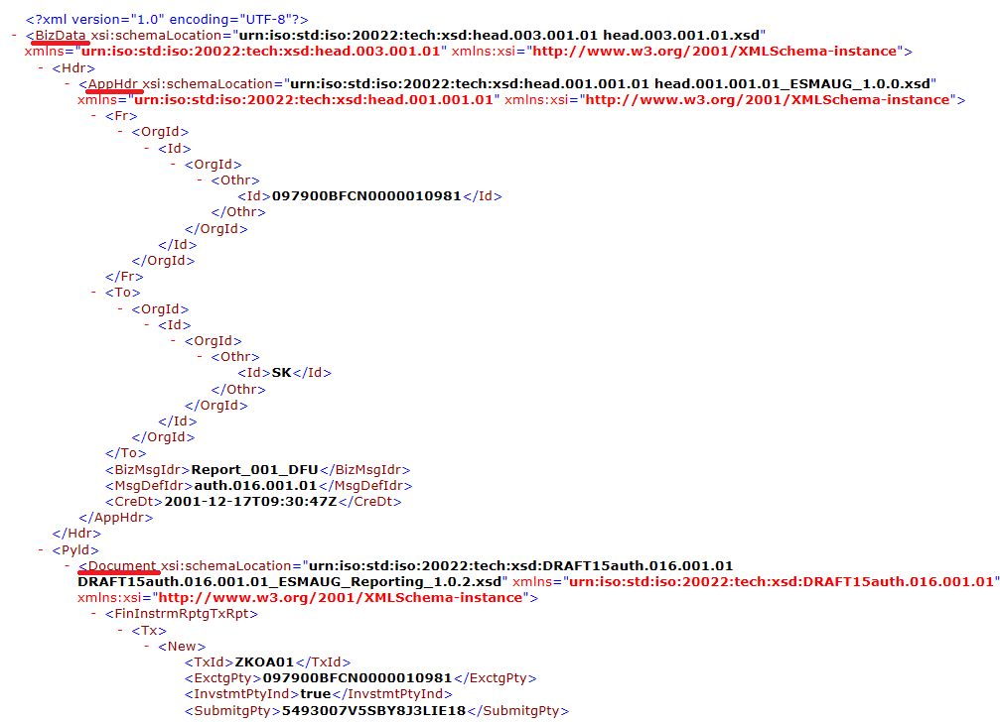 <?xml version="1.0" encoding="UTF-8"?>
- <BizData xsi:schemaLocation="urn:iso:std:iso:20022:tech:xsd:head.003.001.01 head.003.001.01.xsd"
xmlns="urn:iso:std:iso:20022:tech:xsd:head.003.001.01" xmlns:xsi="http://www.w3.org/2001/XMLSchema-instance">
- <Hdr>
- <AppHdr xsi:schemaLocation="urn:iso:std:iso:20022:tech:xsd:head.001.001.01 head.001.001.01_ESMAUG_1.0.0.xsd"
xmlns="urn:iso:std:iso:20022:tech:xsd:head.001.001.01" xmlns:xsi="http://www.w3.org/2001/XMLSchema-instance">
- <Fr>
- <OrgId>
- <Id>
- <OrgId>
- <Othr>
<Id>097900BFCN0000010981</Id>
</Othr>
</OrgId>
</Id>
</OrgId>
</Fr>
- <To>
- <OrgId>
- <Id>
- <OrgId>
- <Othr>
<Id>SK</Id>
</Othr>
</OrgId>
</Id>
</OrgId>
</To>
<BizMsgIdr>Report_001_DFU</BizMsgIdr>
<MsgDefIdr>auth.016.001.01</MsgDefIdr>
<CreDt>2001-12-17T09:30:47Z</CreDt>
</AppHdr>
</Hdr>
- <Pyld>
- <Document xsi:schemaLocation="urn:iso:std:iso:20022:tech:xsd:DRAFT15auth.016.001.01
DRAFT15auth.016.001.01_ESMAUG_Reporting_1.0.2.xsd" xmlns="urn:iso:std:iso:20022:tech:xsd:DRAFT15auth.016.001.01"
xmlns:xsi="http://www.w3.org/2001/XMLSchema-instance">
- <FinInstrmRptgTxRpt>
- <Tx>
- <New>
<TxId>ZKOA01</TxId>
<ExctgPty>097900BFCN0000010981</ExctgPty>
<InvstmtPtyInd>true</InvstmtPtyInd>
<SubmitgPty>5493007V5SBY8J3LIE18</SubmitgPty>